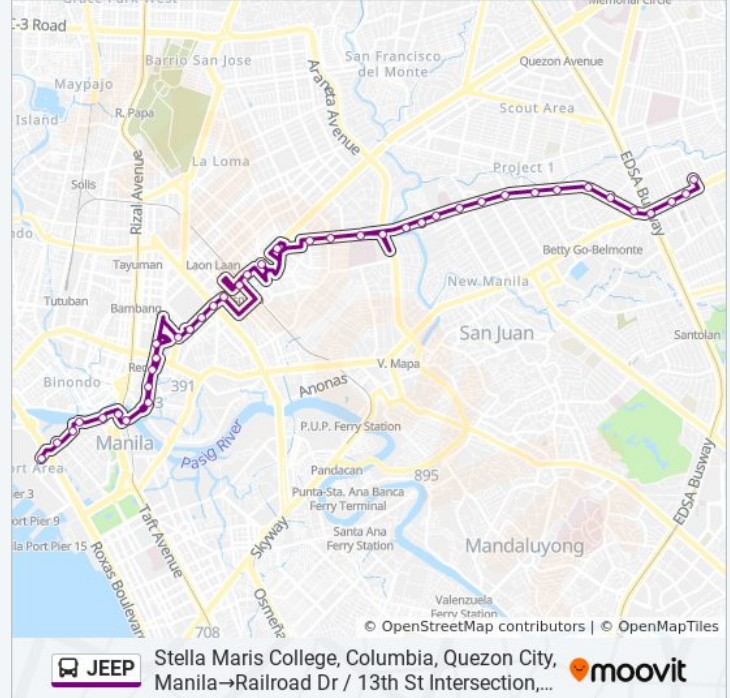 Memorial Circle
C-3 Road
Barrio San Jose
San Francisco
del Monte
Quezon Avenue
Maypajo
Araneta Avenue
R. Papa
Island
Scout Area
Rizal Avenue
La Loma
Project 1
EDSA Busway
Solis
Tayuman
Laon Laan
Betty Go-Belmonte
New Manila
Tutuban
Bambang
San Juan
Santolan
V. Mapa
Binondo
391
Anonas
Manila
P.U.P. Ferry Station
Pasig River
Port Area
Pandacan
895
EDSA Busway
er 3
Punta-Sta. Ana Banca
Ferry Terminal
ort Pier 9
Taft Avenue
Skyway
Santa Ana
Ferry Station
la Port Pier 15
Mandaluyong
Roxas Boulevard
Osmeña
Valenzuela
Ferry Station
708
© OpenStreetMap contributors | © OpenMapTiles
JEEP
Stella Maris College, Columbia, Quezon City,
Manila→Railroad Dr / 13th St Intersection,…
moovit